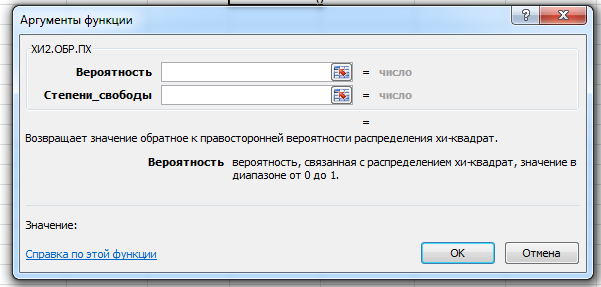 Аргументы функции
ХИ2.ОБР.ПХ
Вероятность = число
Степени_свободы = число
=
Возвращает значение обратное к правосторонней вероятности распределения хи-квадрат.
Вероятность вероятность, связанная с распределением хи-квадрат, значение в
диапазоне от 0 до 1.
Значение:
Справка по этой функции ОК Отмена